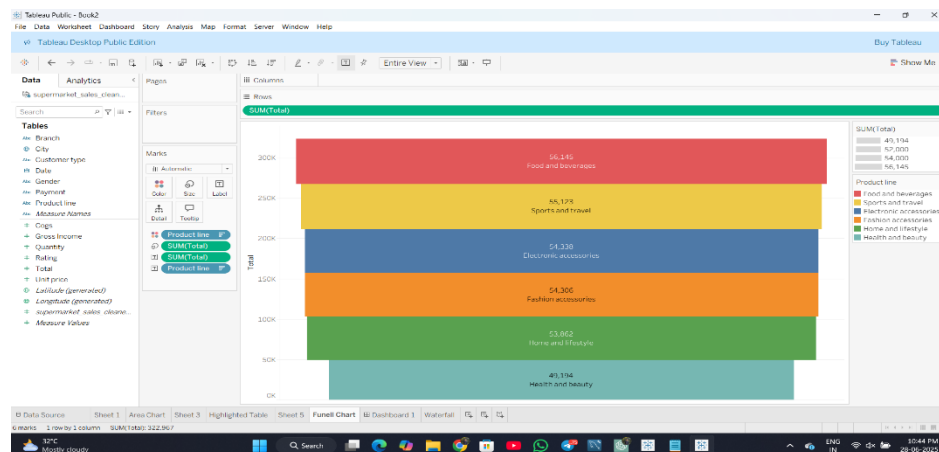 Tableau Public - Book2
File Data Worksheet Dashboard Story Analysis Map Format Server Window Help
Tableau Desktop Public Edition
Buy Tableau
Entire View
Show Me
Data Analytics
supermarket_sales_clean...
Search
Tables
Abc Branch
City
Abc Customer type
Date
Abc Gender
Abc Payment
Abc Product line
Abc Measure Names
Cogs
Gross Income
Quantity
Rating
Total
Unit price
Latitude (generated)
Longitude (generated)
supermarket_sales_cleane...
Measure Values
Pages
Filters
Marks
Automatic
Color Size Label
Detail Tooltip
Product line
SUM(Total)
SUM(Total)
Product line
Columns
Rows
SUM(Total)
Total
300K
250K
200K
150K
100K
50K
0K
56,145
Food and beverages
55,123
Sports and travel
54,338
Electronic accessories
54,306
Fashion accessories
53,862
Home and lifestyle
49,194
Health and beauty
SUM(Total)
49,194
52,000
54,000
56,145
Product line
Food and beverages
Sports and travel
Electronic accessories
Fashion accessories
Home and lifestyle
Health and beauty
Data Source Sheet 1 Area Chart Sheet 3 Highlighted Table Sheet 5 Funell Chart Dashboard 1 Waterfall
6 marks 1 row by 1 column SUM(Total): 322,967
32°C
Mostly cloudy
Search
ENG
IN
10:44 PM
28-06-2025